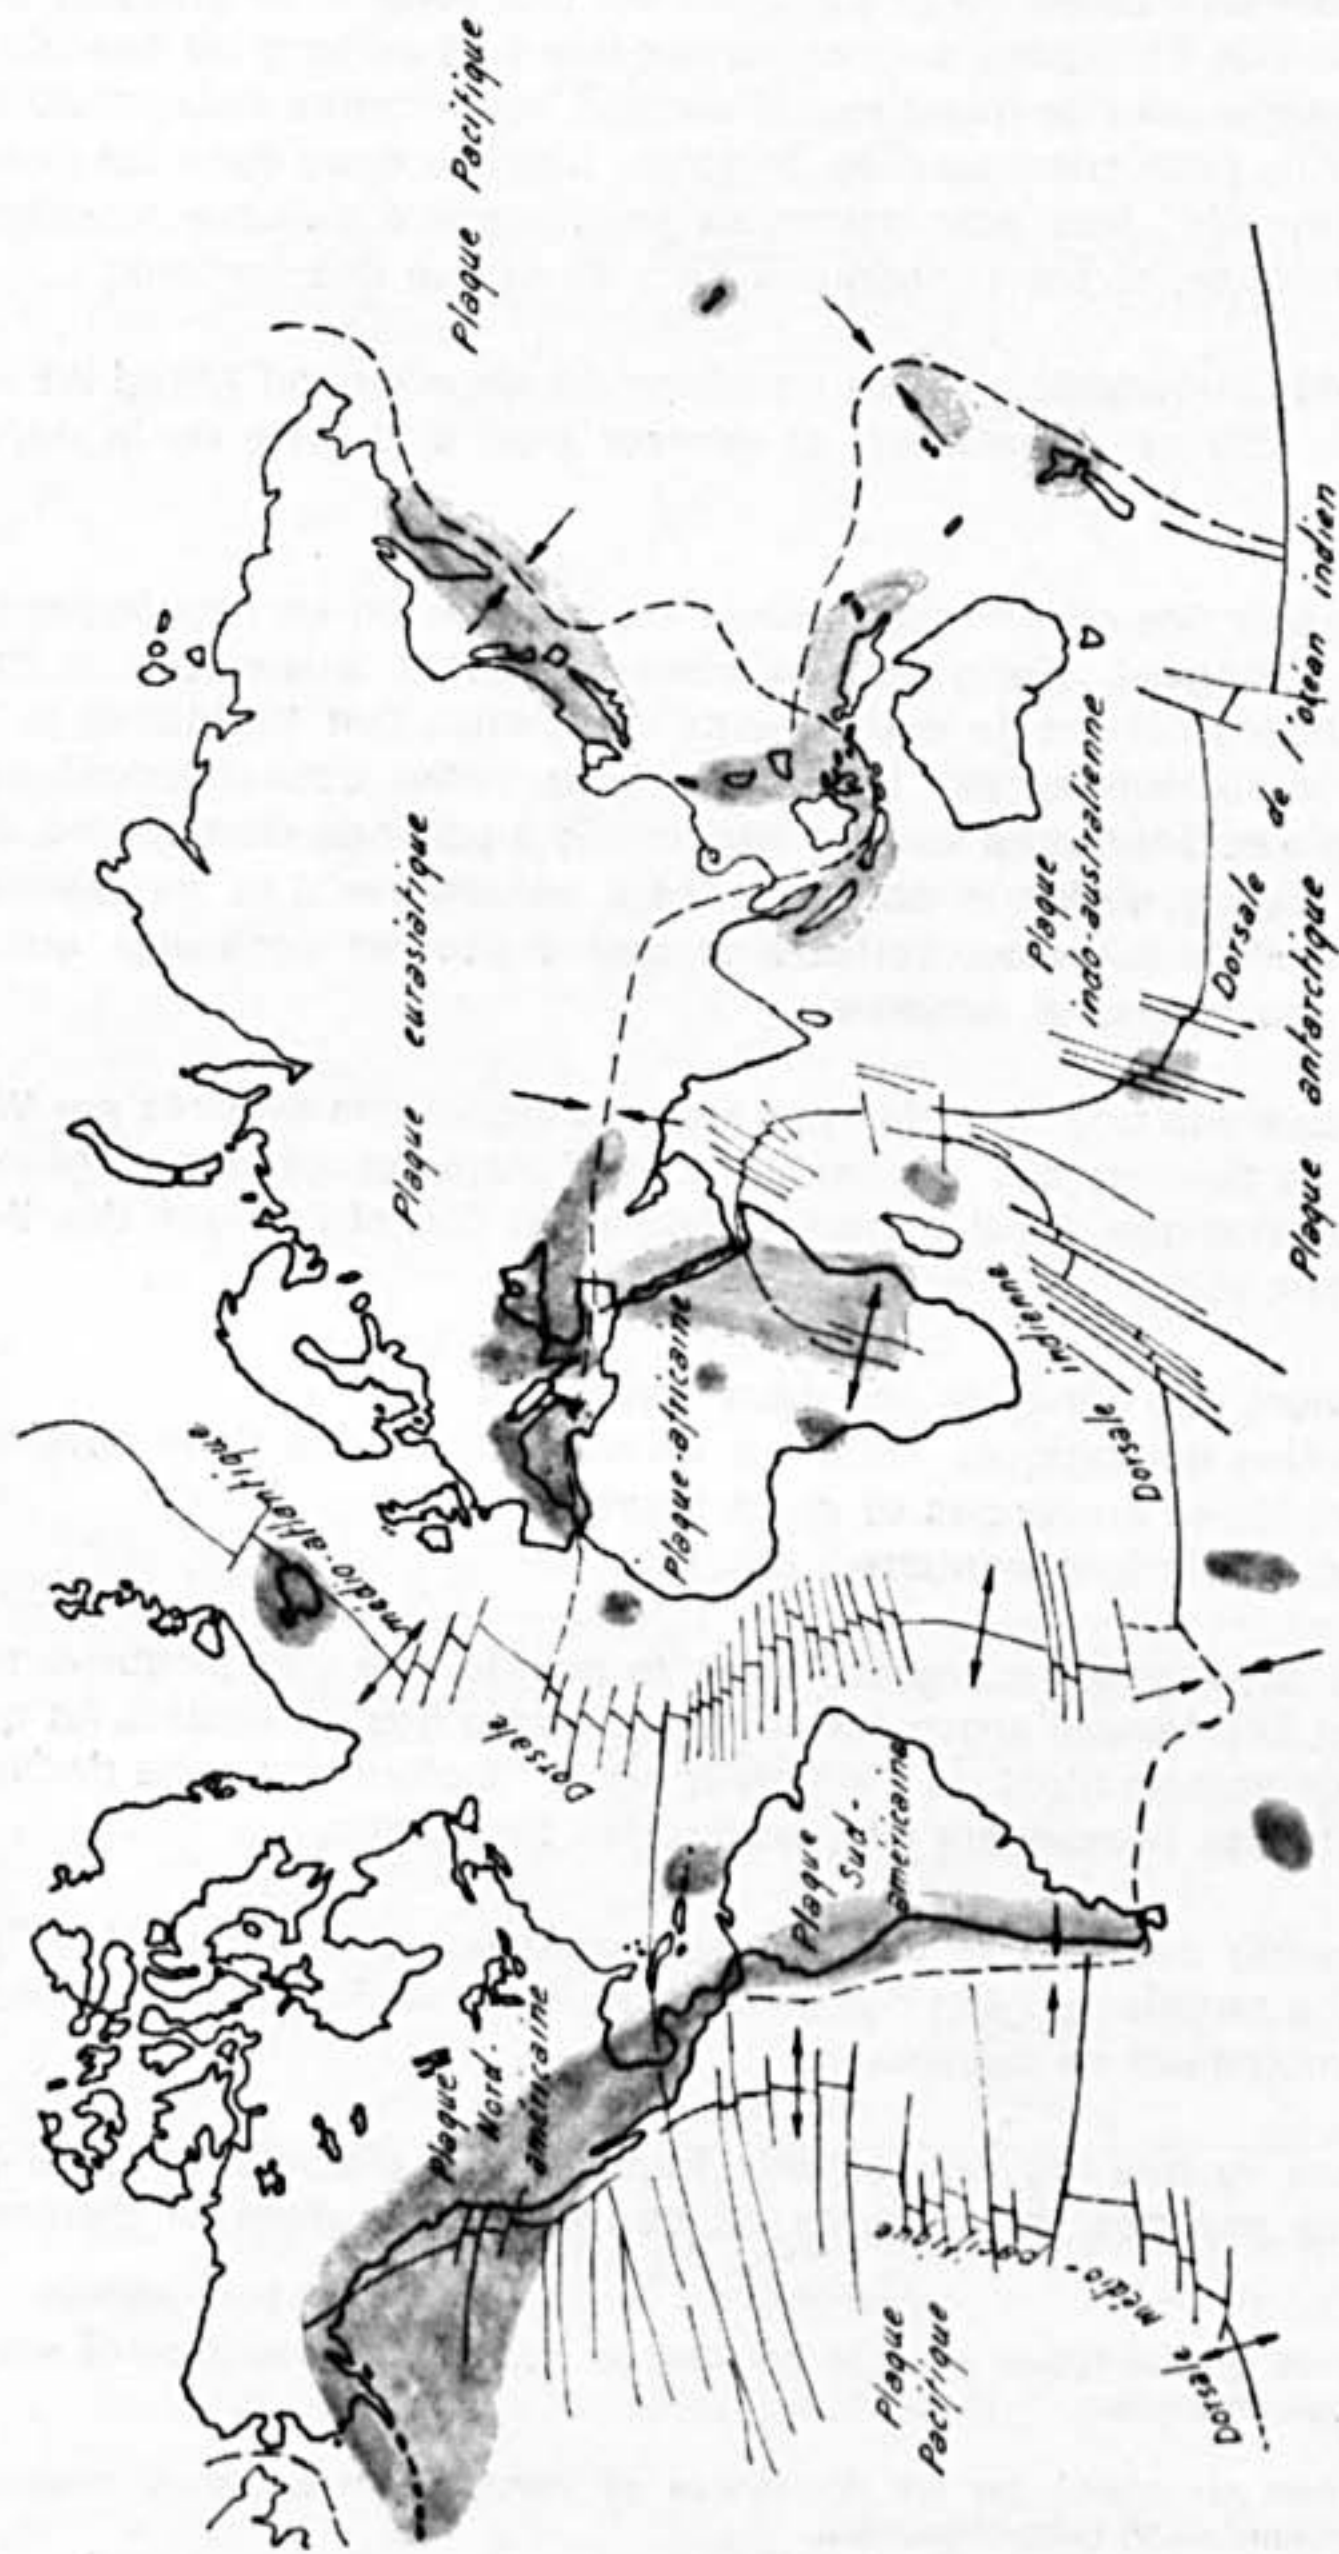 Plaque Pacifique
Plaque eurasiatique
Plaque
indo-australienne
Dorsale de l'océan indien
Plaque antarctique
Plaque africaine
Dorsale indienne
Dorsale médio-atlantique
Plaque
Sud-
américaine
Plaque
Nord-
américaine
Plaque
Pacifique
Dorsale médio-pacifique